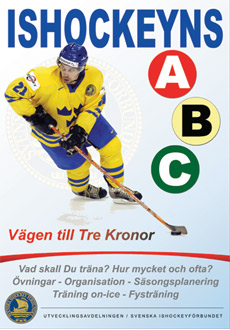 ISHOCKEYNS
A
B
C
21
Vägen till Tre Kronor
Vad skall Du träna? Hur mycket och ofta?
Övningar - Organisation - Säsongsplanering
Träning on-ice - Fysträning
UTVECKLINGSAVDELNINGEN / SVENSKA ISHOCKEYFÖRBUNDET